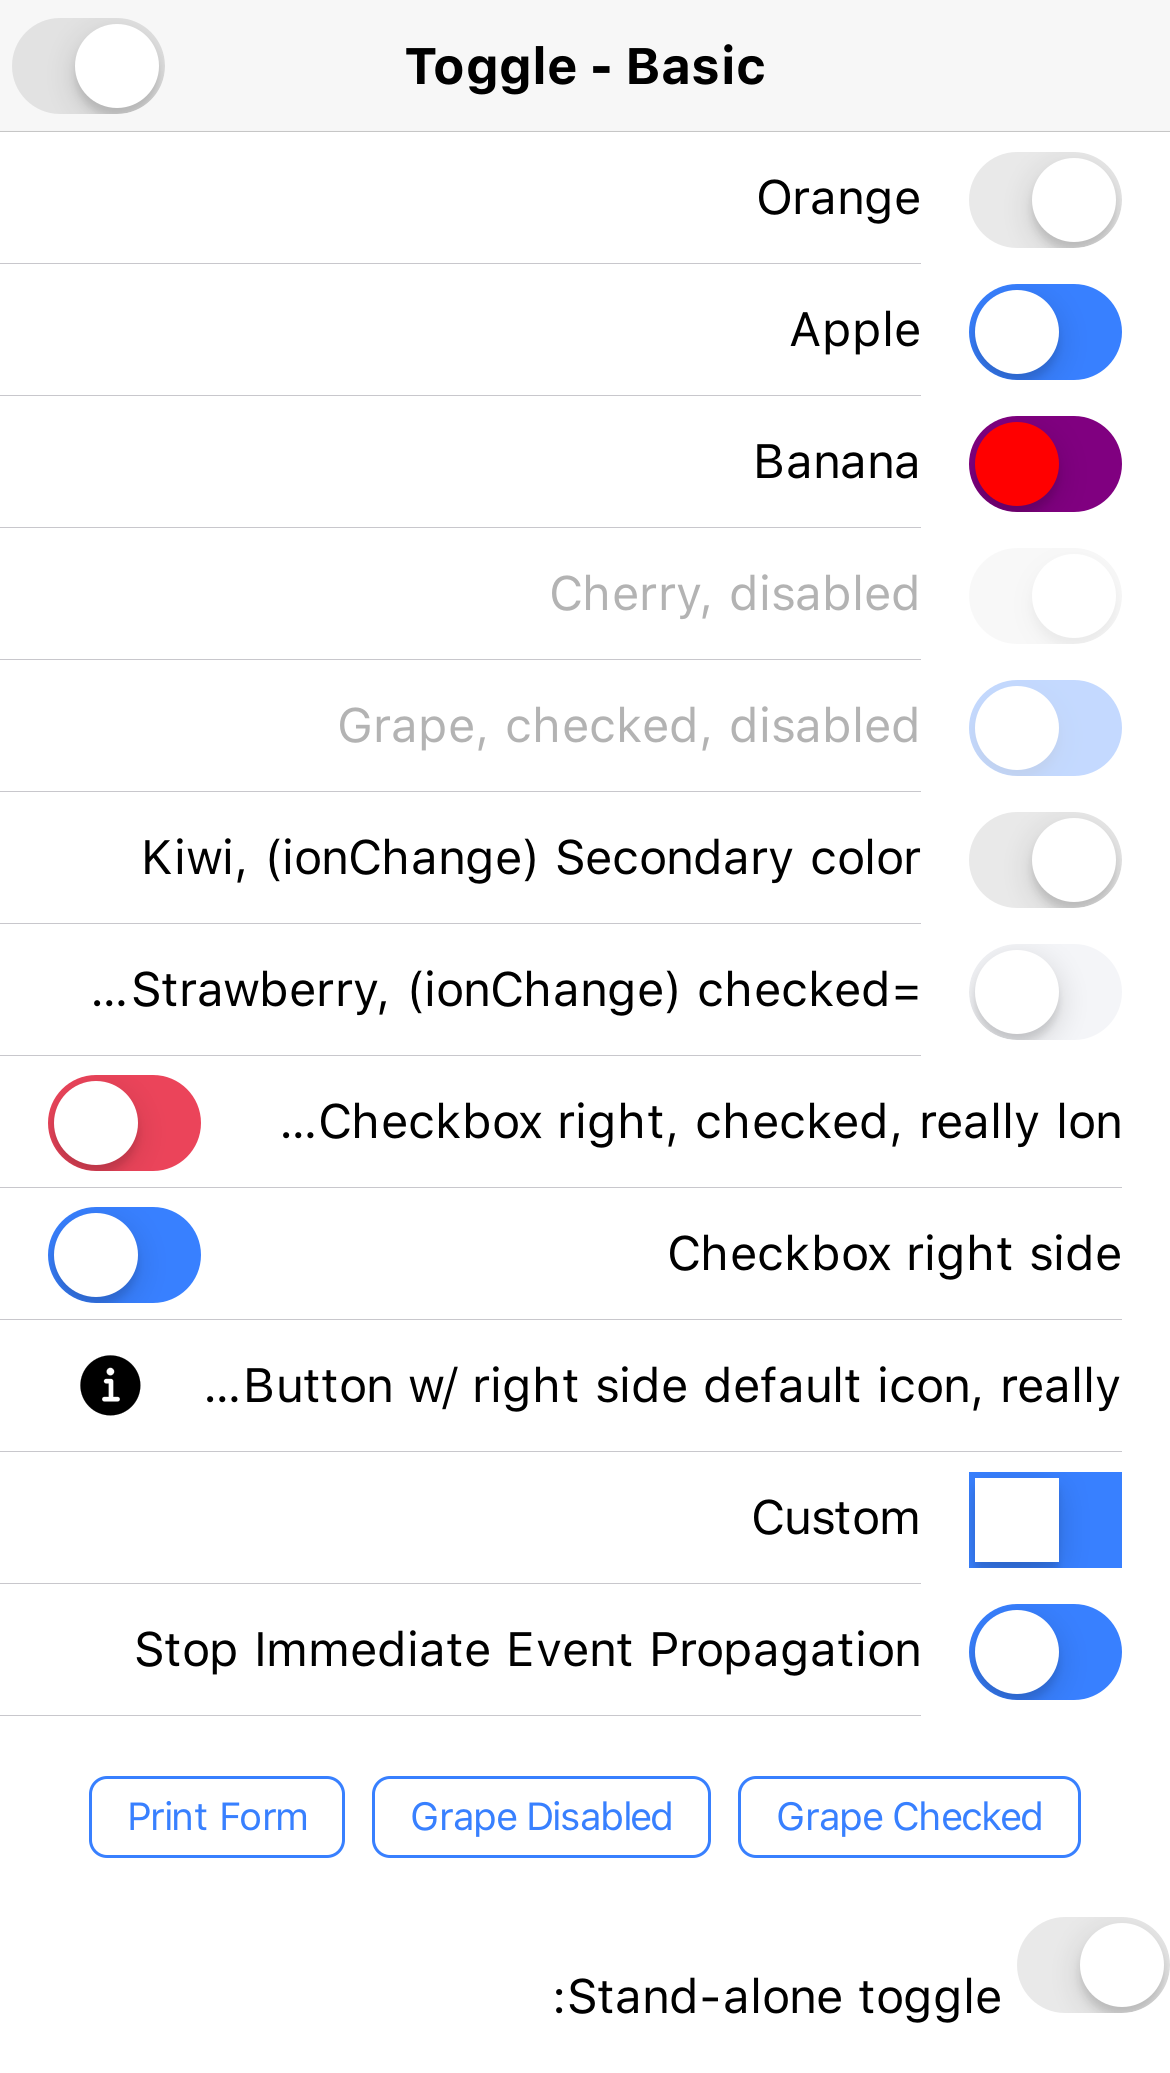 Toggle - Basic
Orange
Apple
Banana
Cherry, disabled
Grape, checked, disabled
Kiwi, (ionChange) Secondary color
...Strawberry, (ionChange) checked=
...Checkbox right, checked, really lon
Checkbox right side
...Button w/ right side default icon, really
Custom
Stop Immediate Event Propagation
Print Form Grape Disabled Grape Checked
:Stand-alone toggle